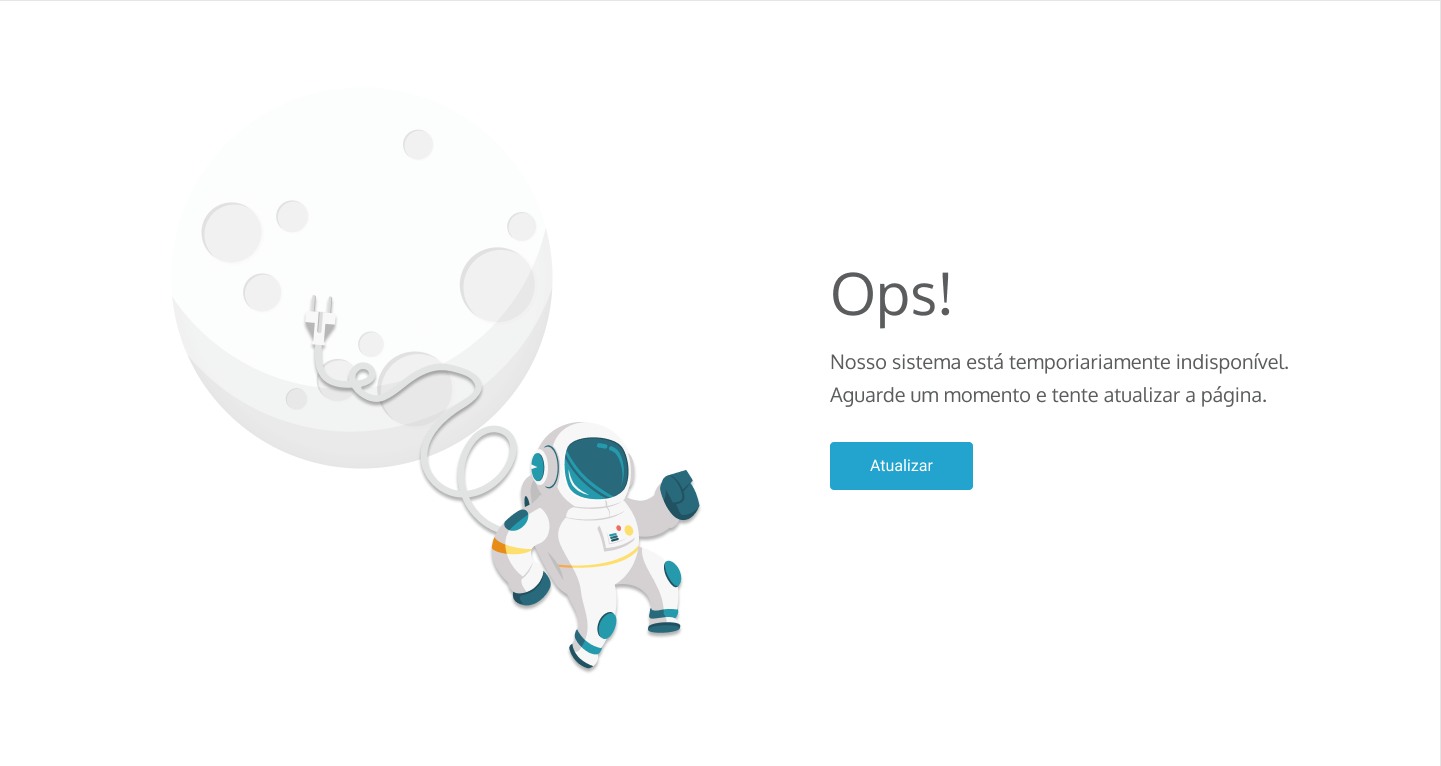 Ops!
Nosso sistema está temporiariamente indisponível.
Aguarde um momento e tente atualizar a página.
Atualizar